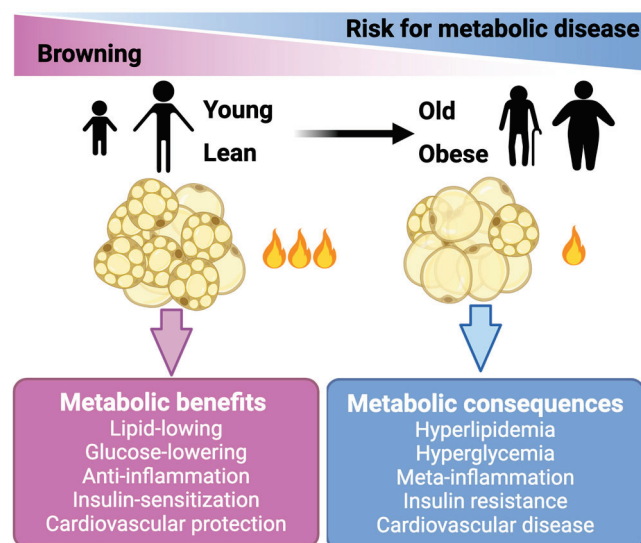 Risk for metabolic disease
Browning
Young
Lean
Old
Obese
Metabolic benefits
Lipid-lowing
Glucose-lowering
Anti-inflammation
Insulin-sensitization
Cardiovascular protection
Metabolic consequences
Hyperlipidemia
Hyperglycemia
Meta-inflammation
Insulin resistance
Cardiovascular disease